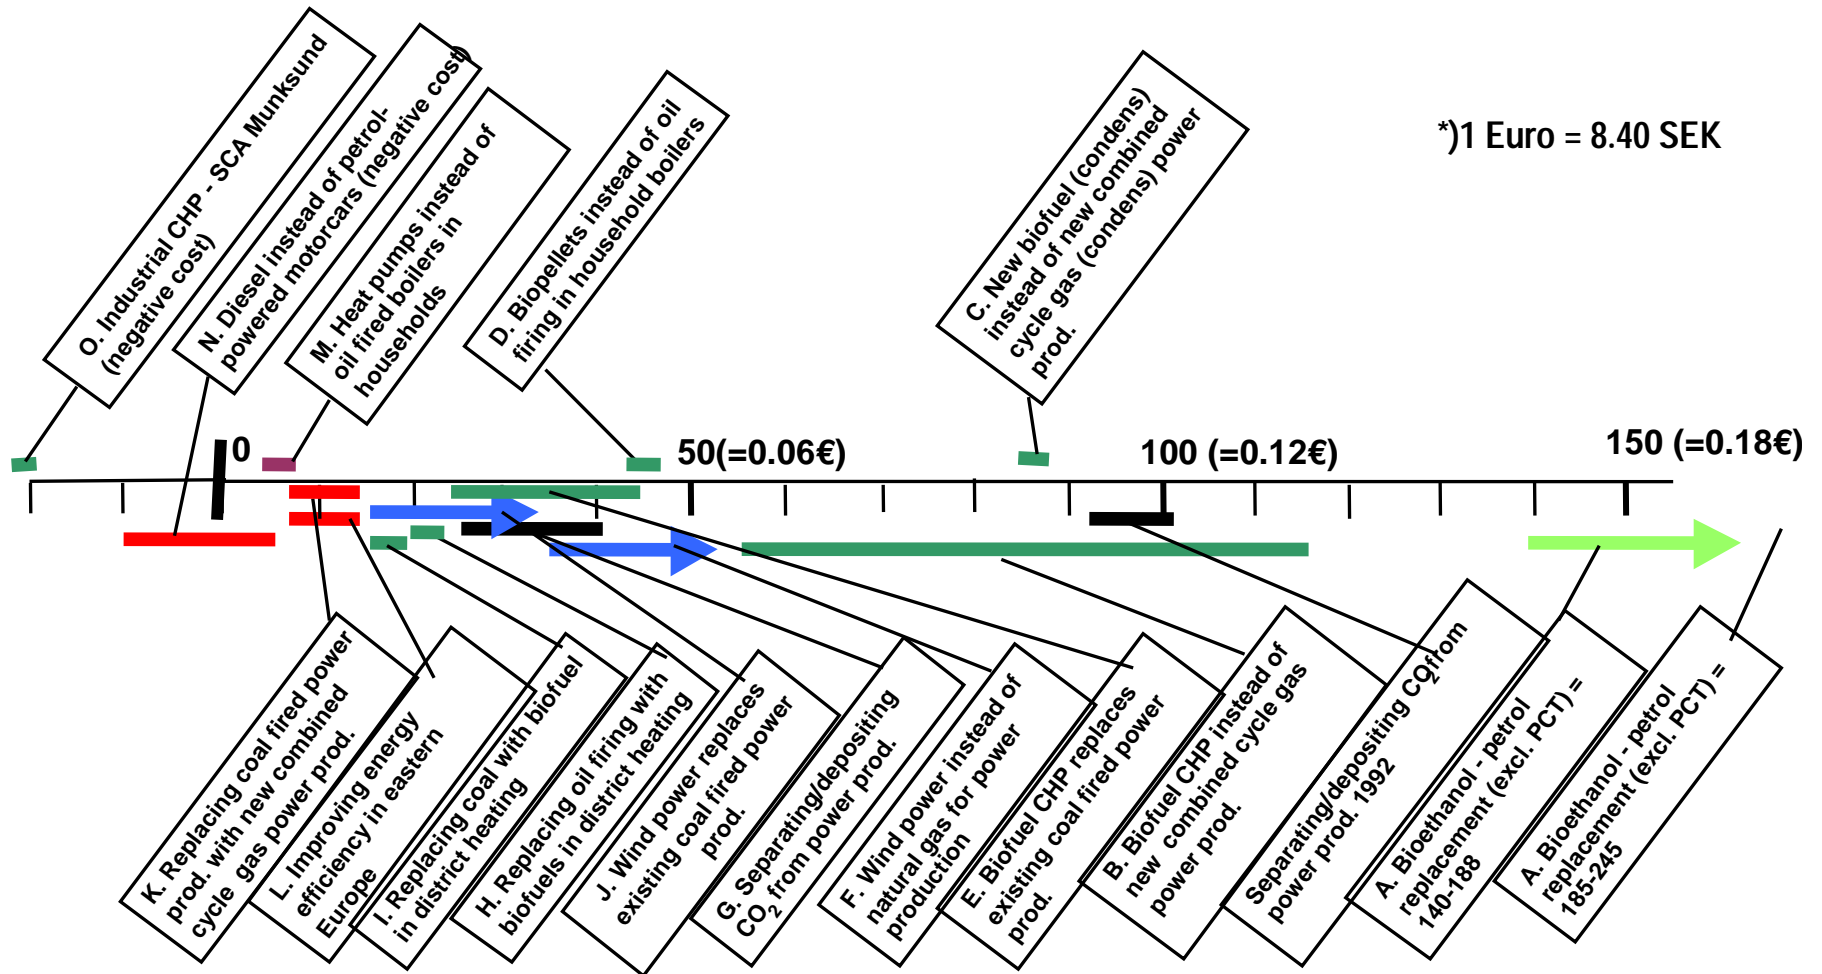 O. Industrial CHP - SCA Munksund
(negative cost)
N. Diesel instead of petrol-
powered motorcars (negative cost)
M. Heat pumps instead of
oil fired boilers in
households
D. Biopellets instead of oil
firing in household boilers
C. New biofuel (condens)
instead of new combined
cycle gas (condens) power
prod.
*)1 Euro = 8.40 SEK
0
50(=0.06€)
100 (=0.12€)
150 (=0.18€)
K. Replacing coal fired power
prod. with new combined
cycle gas power prod.
L. Improving energy
efficiency in eastern
Europe
I. Replacing coal with biofuel
in district heating
H. Replacing oil firing with
biofuels in district heating
J. Wind power replaces
existing coal fired power
prod.
G. Separating/depositing
CO2 from power prod.
F. Wind power instead of
natural gas for power
production
E. Biofuel CHP replaces
existing coal fired power
prod.
B. Biofuel CHP instead of
new combined cycle gas
power prod.
Separating/depositing CO2from
power prod. 1992
A. Bioethanol - petrol
replacement (excl. PCT) =
140-188
A. Bioethanol - petrol
replacement (excl. PCT) =
185-245